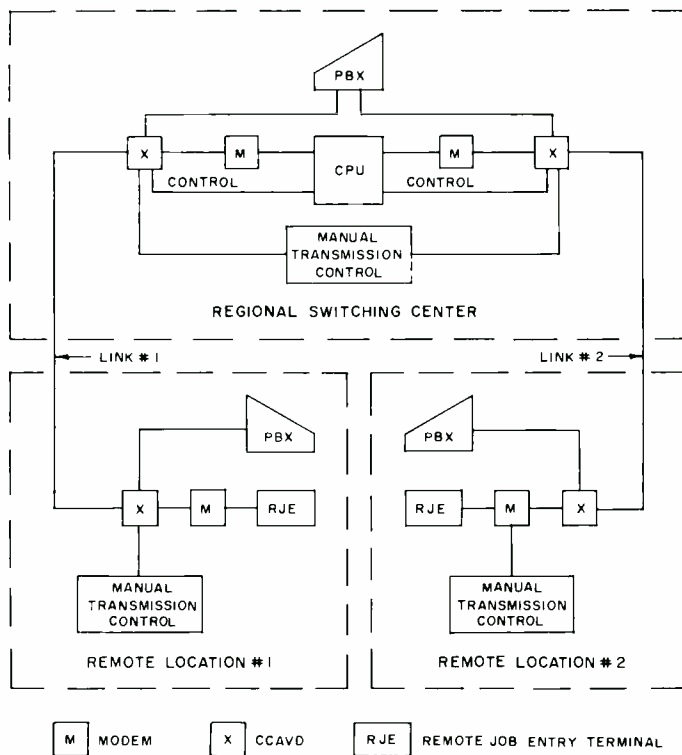 PBX
X
M
CPU
M
X
CONTROL
CONTROL
MANUAL
TRANSMISSION
CONTROL
REGIONAL SWITCHING CENTER
LINK #1
LINK #2
PBX
X
M
RJE
MANUAL
TRANSMISSION
CONTROL
REMOTE LOCATION #1
PBX
RJE
M
X
MANUAL
TRANSMISSION
CONTROL
REMOTE LOCATION #2
M MODEM
X CCAVD
RJE REMOTE JOB ENTRY TERMINAL